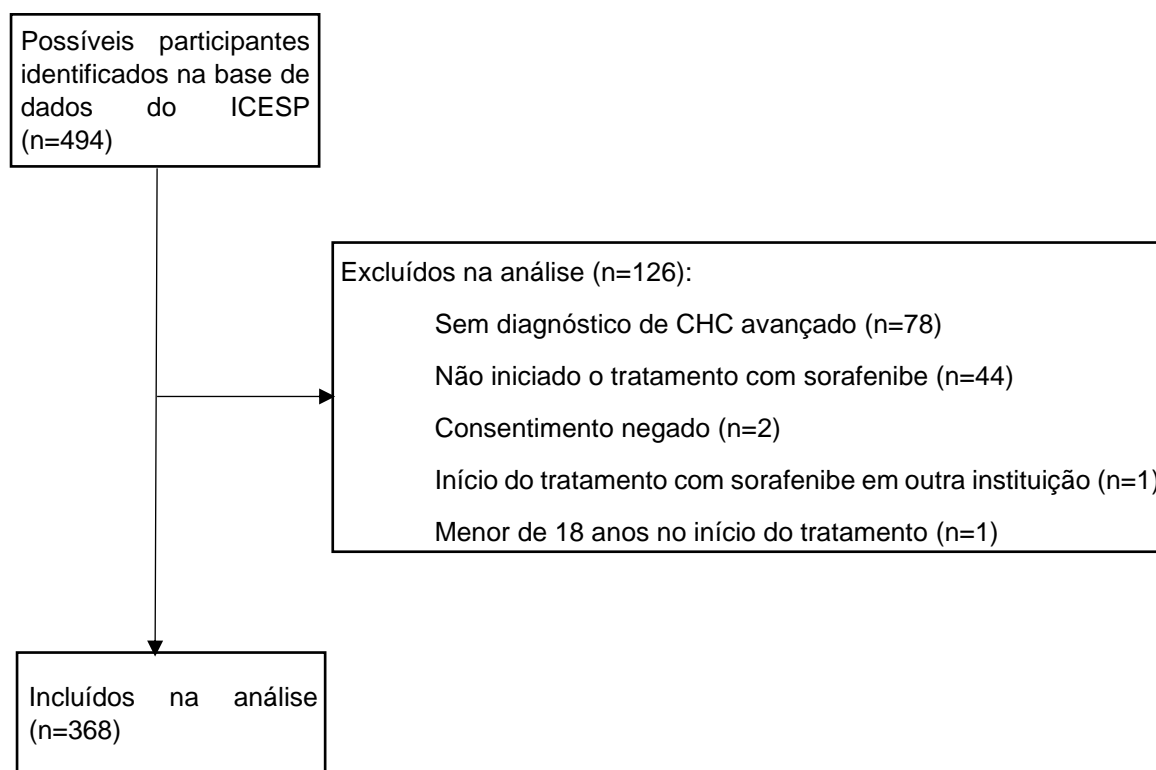 Possíveis participantes
identificados na base de
dados do ICESP
(n=494)
Excluídos na análise (n=126):
Sem diagnóstico de CHC avançado (n=78)
Não iniciado o tratamento com sorafenibe (n=44)
Consentimento negado (n=2)
Início do tratamento com sorafenibe em outra instituição (n=1)
Menor de 18 anos no início do tratamento (n=1)
Incluídos na análise
(n=368)